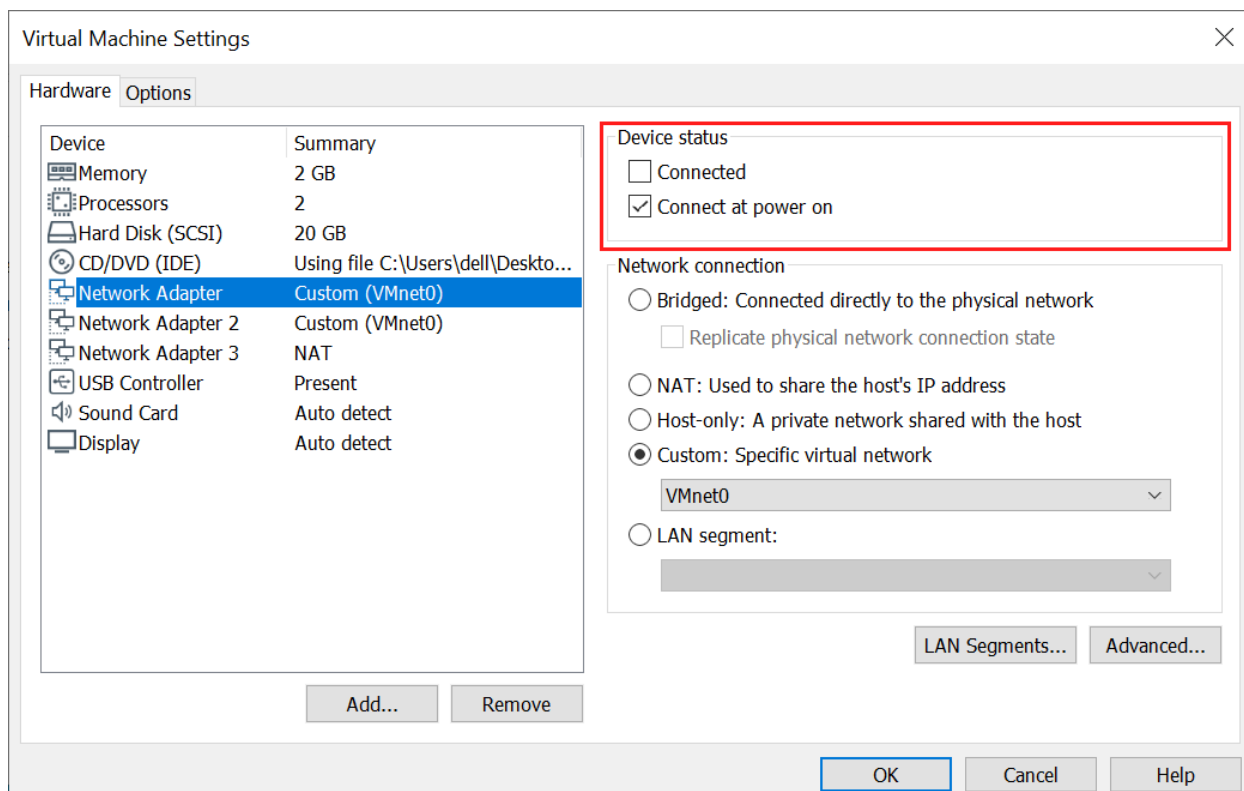 Virtual Machine Settings
Hardware Options
Device Summary
Memory 2 GB
Processors 2
Hard Disk (SCSI) 20 GB
CD/DVD (IDE) Using file C:\Users\dell\Deskto...
Network Adapter Custom (VMnet0)
Network Adapter 2 Custom (VMnet0)
Network Adapter 3 NAT
USB Controller Present
Sound Card Auto detect
Display Auto detect
Add... Remove
Device status
Connected
Connect at power on
Network connection
Bridged: Connected directly to the physical network
Replicate physical network connection state
NAT: Used to share the host's IP address
Host-only: A private network shared with the host
Custom: Specific virtual network
VMnet0
LAN segment:
LAN Segments... Advanced...
OK Cancel Help